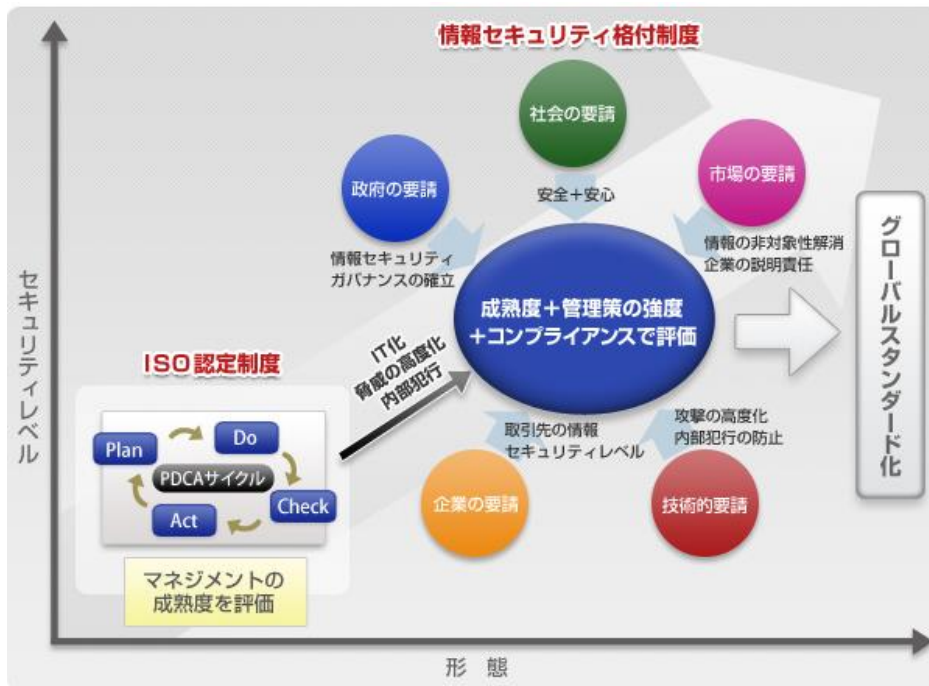 情報セキュリティ格付制度
社会の要請
政府の要請
市場の要請
安全+安心
情報セキュリティ
ガバナンスの確立
情報の非対象性解消
企業の説明責任
成熟度+管理策の強度
+コンプライアンスで評価
グローバルスタンダード化
セキュリティレベル
IT化
脅威の高度化
内部犯行
ISO認定制度
Plan
Do
PDCAサイクル
Act
Check
取引先の情報
セキュリティレベル
攻撃の高度化
内部犯行の防止
企業の要請
技術的要請
マネジメントの
成熟度を評価
形 態